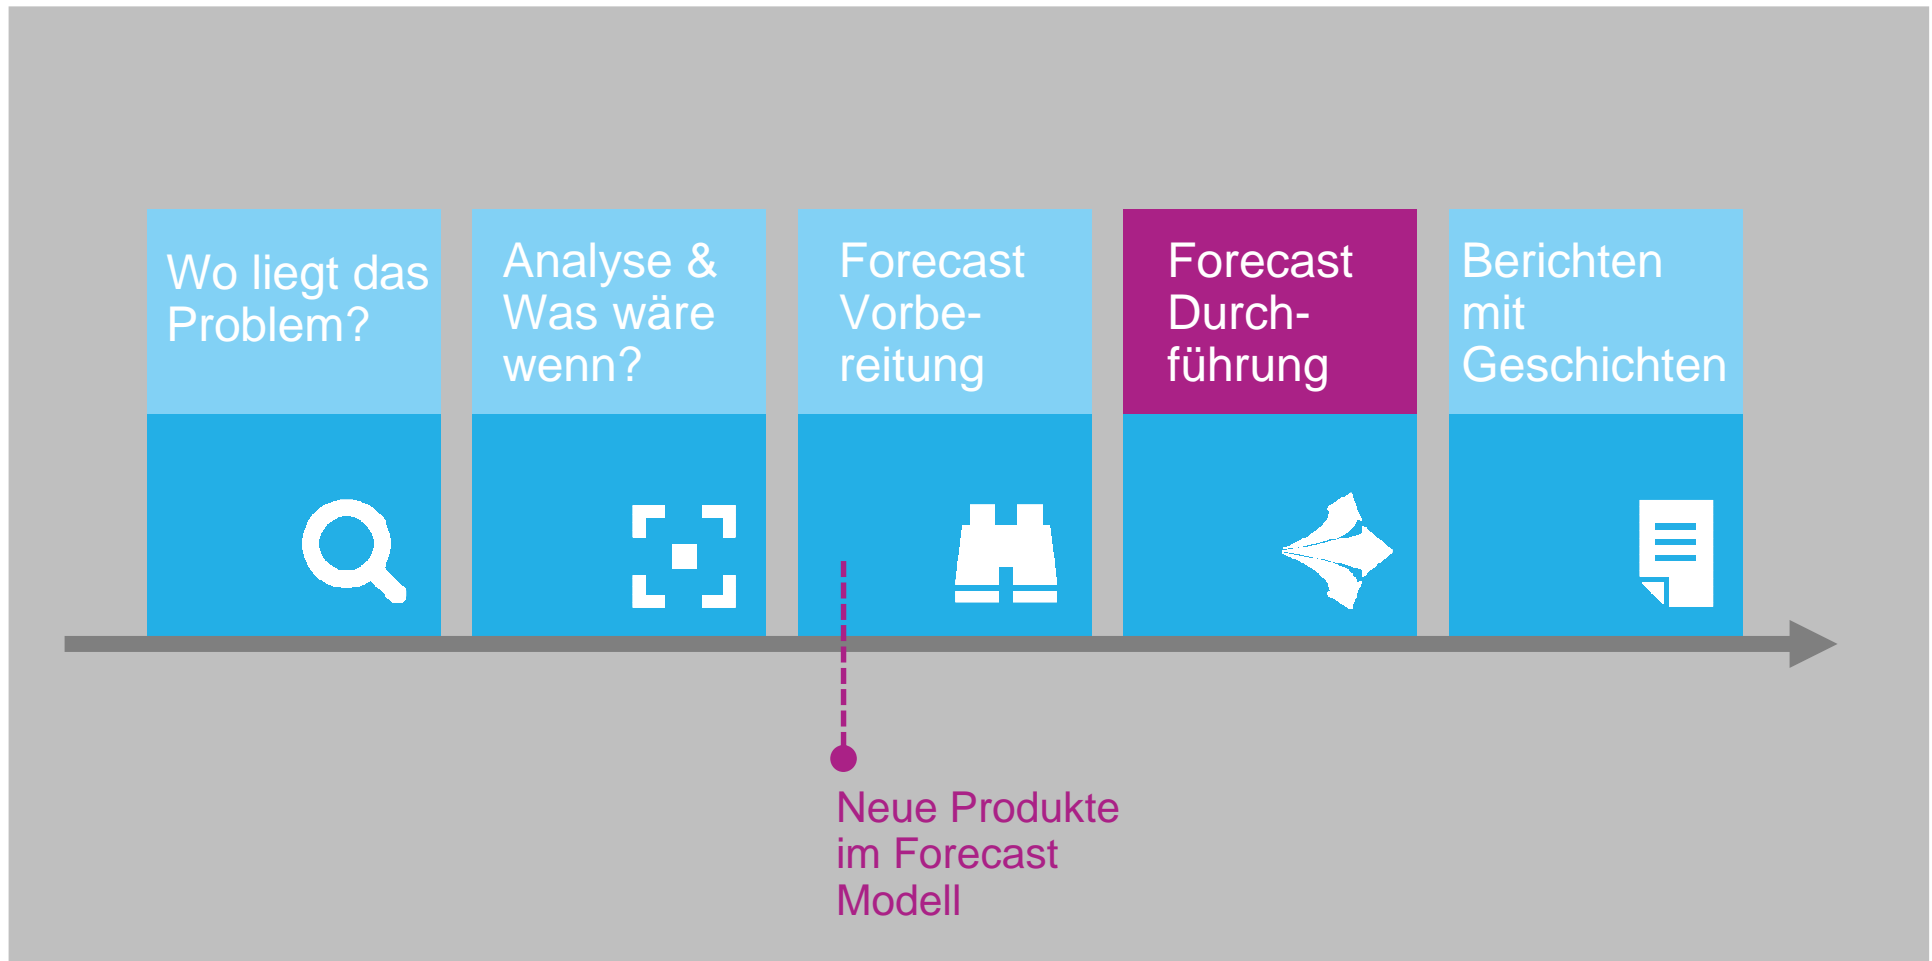 Wo liegt das
Problem?
Analyse &
Was wäre
wenn?
Forecast
Vorbe-
reitung
Forecast
Durch-
führung
Berichten
mit
Geschichten
Neue Produkte
im Forecast
Modell